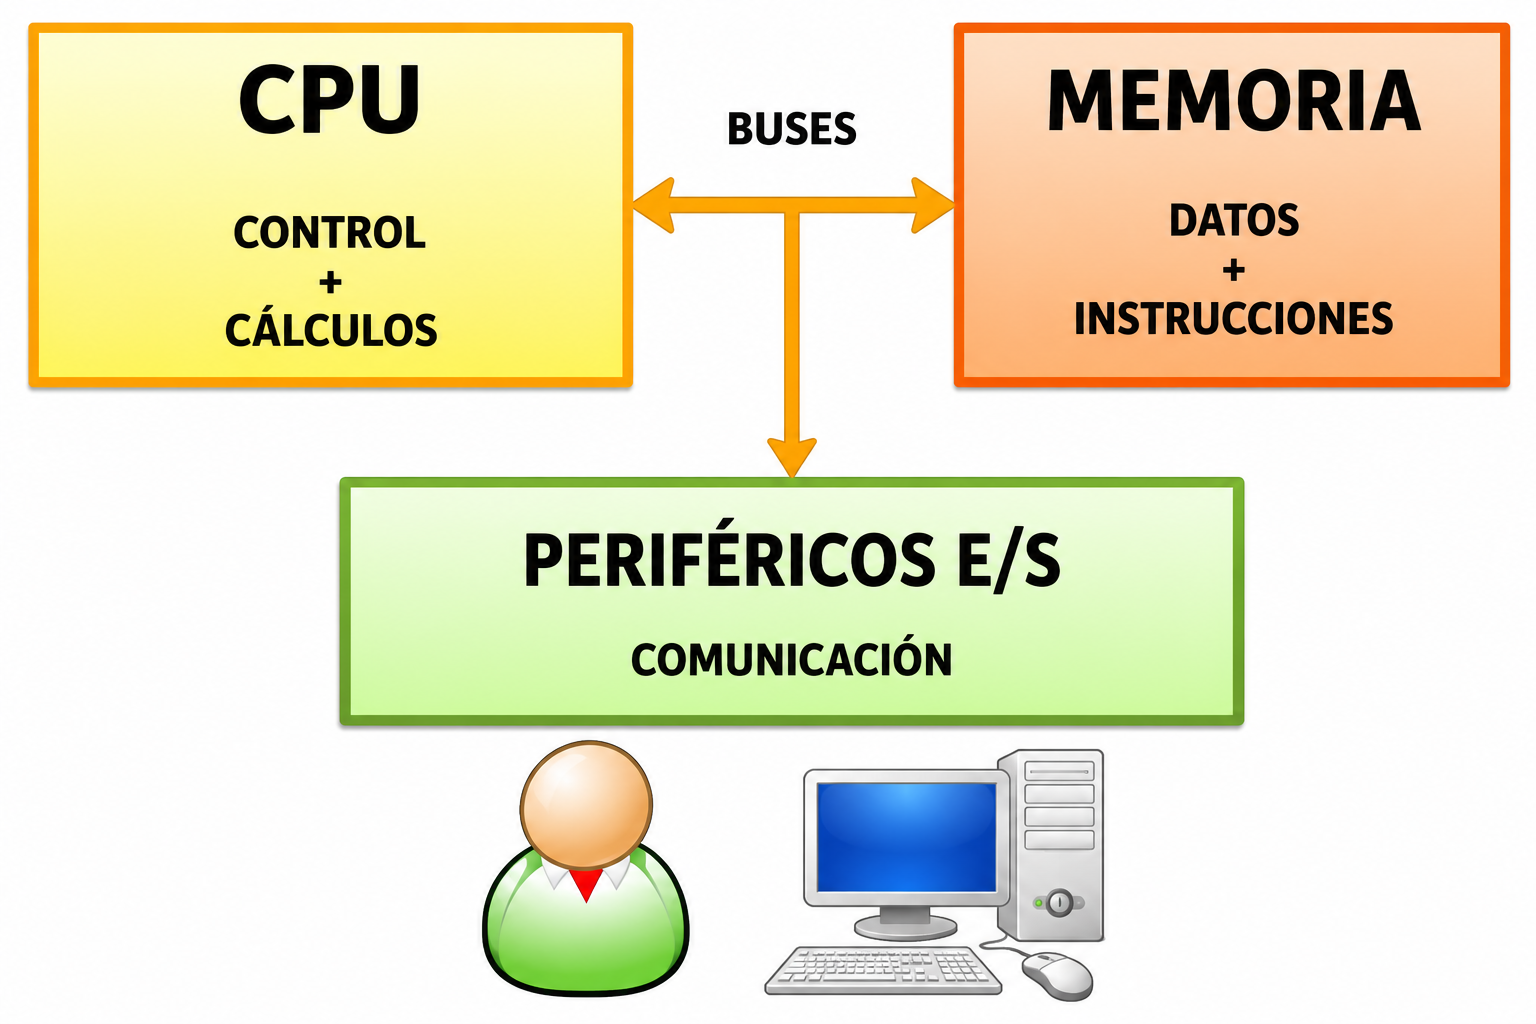 CPU
CONTROL
+
CÁLCULOS
BUSES
MEMORIA
DATOS
+
INSTRUCCIONES
PERIFÉRICOS E/S
COMUNICACIÓN